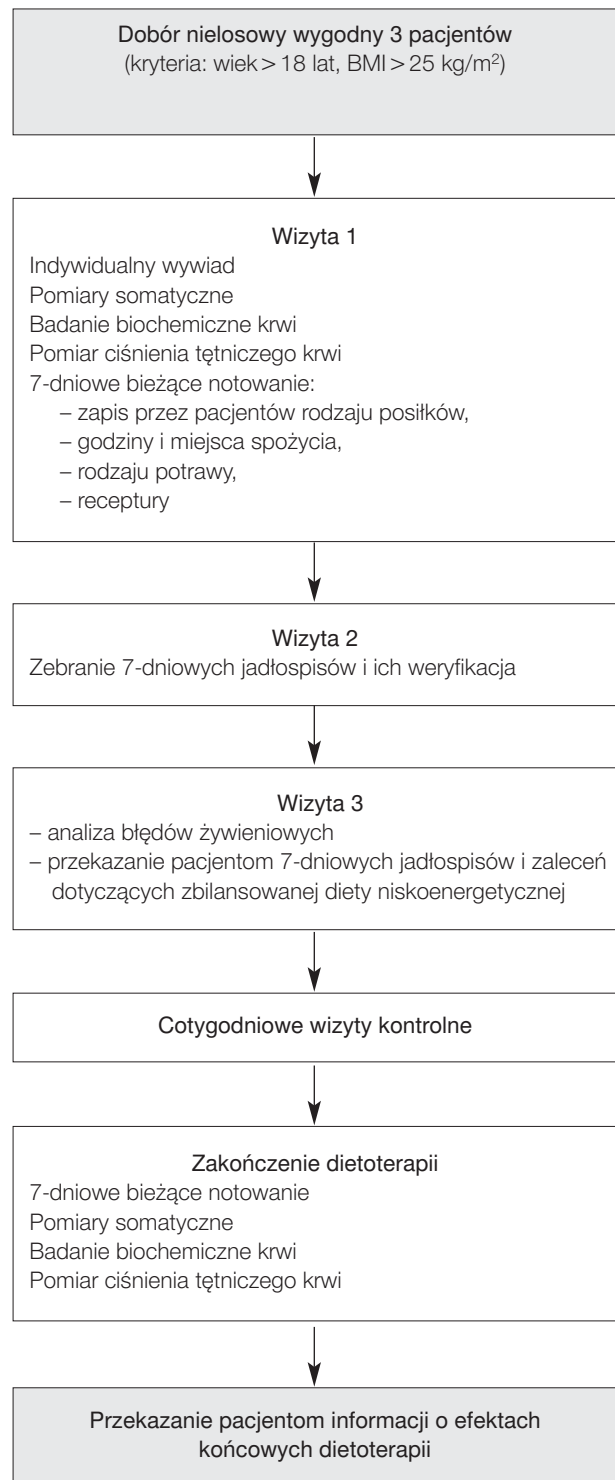 Dobór nielosowy wygodny 3 pacjentów
(kryteria: wiek > 18 lat, BMI > 25 kg/m²)
Wizyta 1
Indywidualny wywiad
Pomiary somatyczne
Badanie biochemiczne krwi
Pomiar ciśnienia tętniczego krwi
7-dniowe bieżące notowanie:
– zapis przez pacjentów rodzaju posiłków,
– godziny i miejsca spożycia,
– rodzaju potrawy,
– receptury
Wizyta 2
Zebranie 7-dniowych jadłospisów i ich weryfikacja
Wizyta 3
– analiza błędów żywieniowych
– przekazanie pacjentom 7-dniowych jadłospisów i zaleceń
dotyczących zbilansowanej diety niskoenergetycznej
Cotygodniowe wizyty kontrolne
Zakończenie dietoterapii
7-dniowe bieżące notowanie
Pomiary somatyczne
Badanie biochemiczne krwi
Pomiar ciśnienia tętniczego krwi
Przekazanie pacjentom informacji o efektach
końcowych dietoterapii